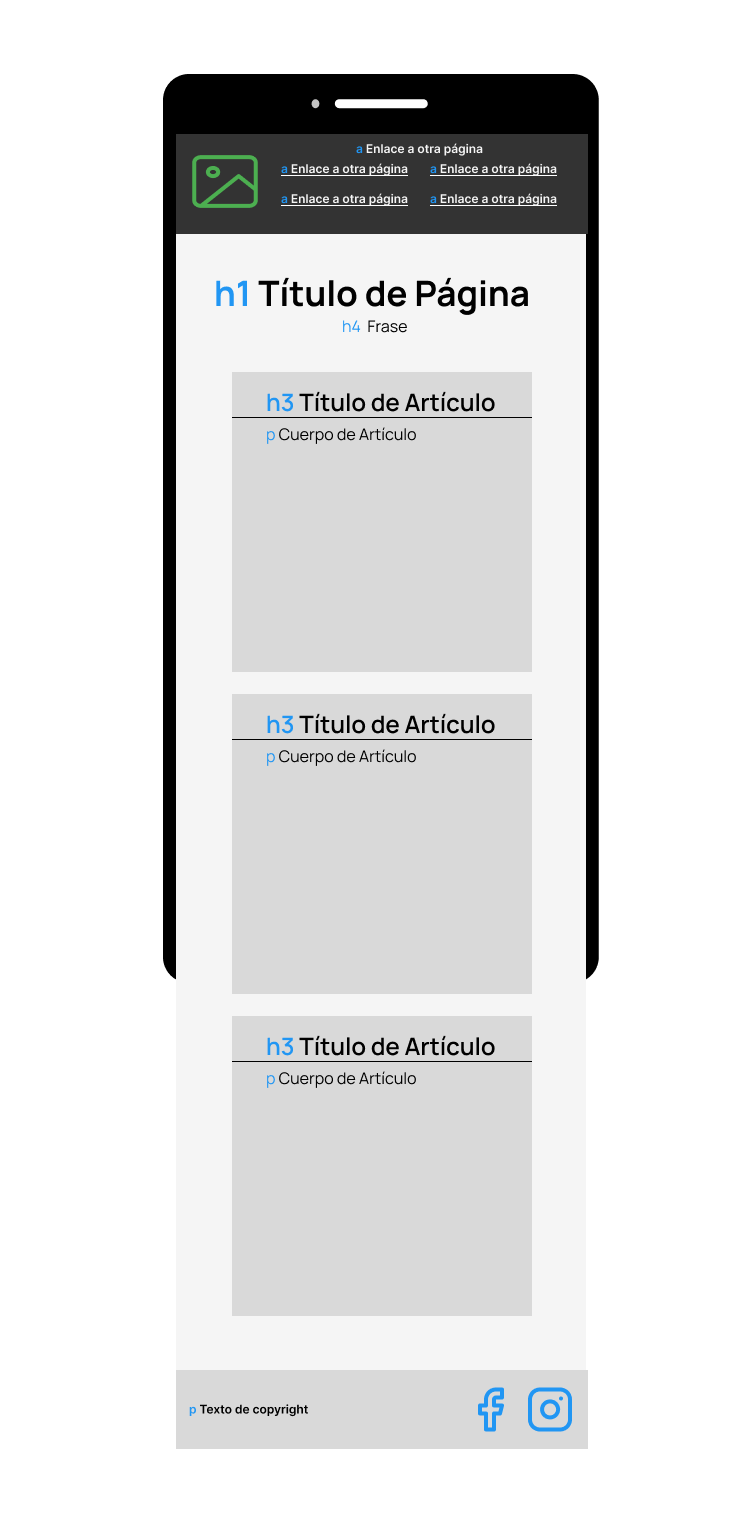 a Enlace a otra página
a Enlace a otra página a Enlace a otra página
a Enlace a otra página a Enlace a otra página
h1 Título de Página
h4 Frase
h3 Título de Artículo
p Cuerpo de Artículo
h3 Título de Artículo
p Cuerpo de Artículo
h3 Título de Artículo
p Cuerpo de Artículo
p Texto de copyright